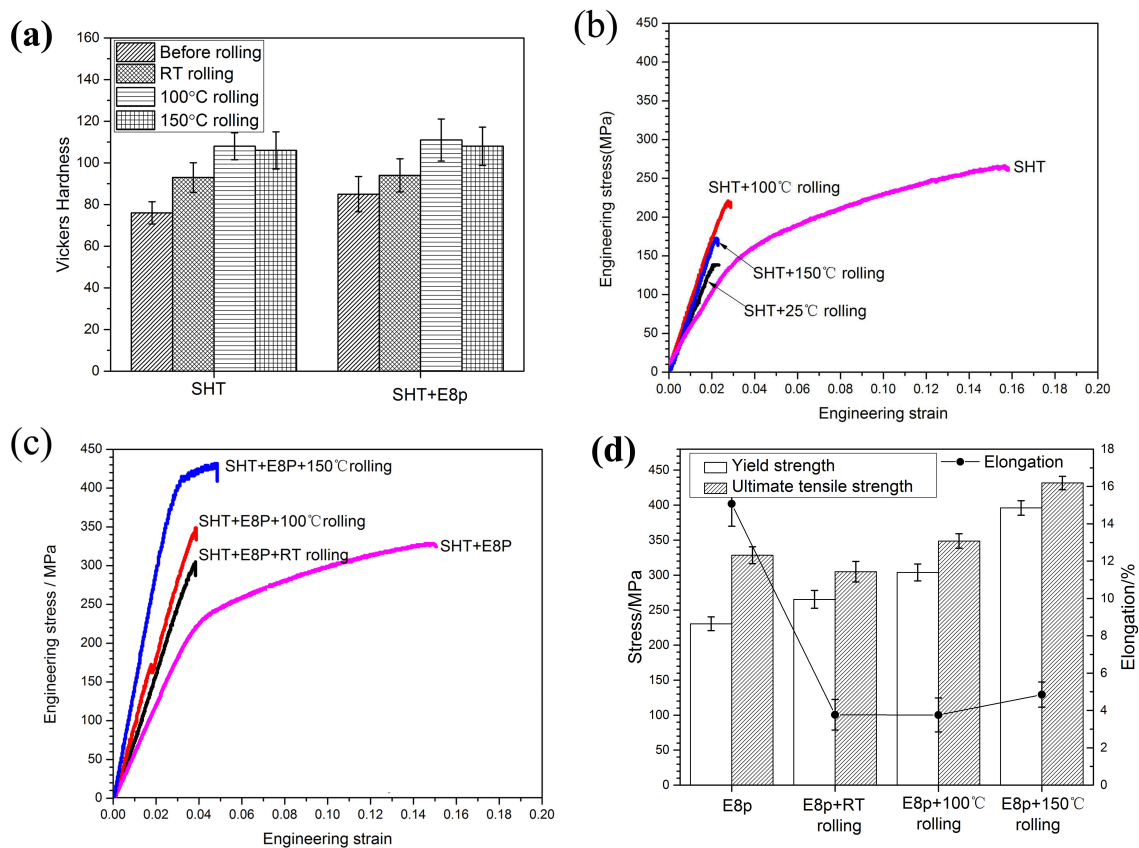 (a)
160
140
120
100
80
60
40
20
0
Vickers Hardness
Before rolling
RT rolling
100°C rolling
150°C rolling
SHT
SHT+E8p
(b)
450
400
350
300
250
200
150
100
50
0
Engineering stress(MPa)
SHT
SHT+100℃ rolling
SHT+150℃ rolling
SHT+25℃ rolling
0.00 0.02 0.04 0.06 0.08 0.10 0.12 0.14 0.16 0.18 0.20
Engineering strain
(c)
450
400
350
300
250
200
150
100
50
0
Engineering stress / MPa
SHT+E8P+150℃rolling
SHT+E8P+100℃rolling
SHT+E8P+RT rolling
SHT+E8P
0.00 0.02 0.04 0.06 0.08 0.10 0.12 0.14 0.16 0.18 0.20
Engineering strain
(d)
450
400
350
300
250
200
150
100
50
0
Stress/MPa
Yield strength
Ultimate tensile strength
Elongation
18
16
14
12
10
8
6
4
2
0
Elongation/%
E8p
E8p+RT
rolling
E8p+100℃
rolling
E8p+150℃
rolling